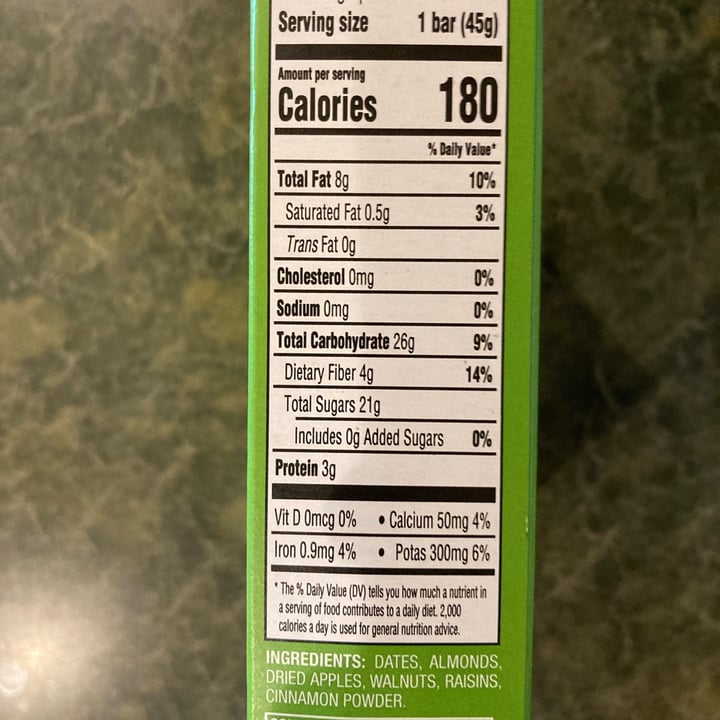 Serving size 1 bar (45g)
Amount per serving
Calories 180
% Daily Value*
Total Fat 8g 10%
Saturated Fat 0.5g 3%
Trans Fat 0g
Cholesterol 0mg 0%
Sodium 0mg 0%
Total Carbohydrate 26g 9%
Dietary Fiber 4g 14%
Total Sugars 21g
Includes 0g Added Sugars 0%
Protein 3g
Vit D 0mcg 0% • Calcium 50mg 4%
Iron 0.9mg 4% • Potas 300mg 6%
* The % Daily Value (DV) tells you how much a nutrient in
a serving of food contributes to a daily diet. 2,000
calories a day is used for general nutrition advice.
INGREDIENTS: DATES, ALMONDS,
DRIED APPLES, WALNUTS, RAISINS,
CINNAMON POWDER.